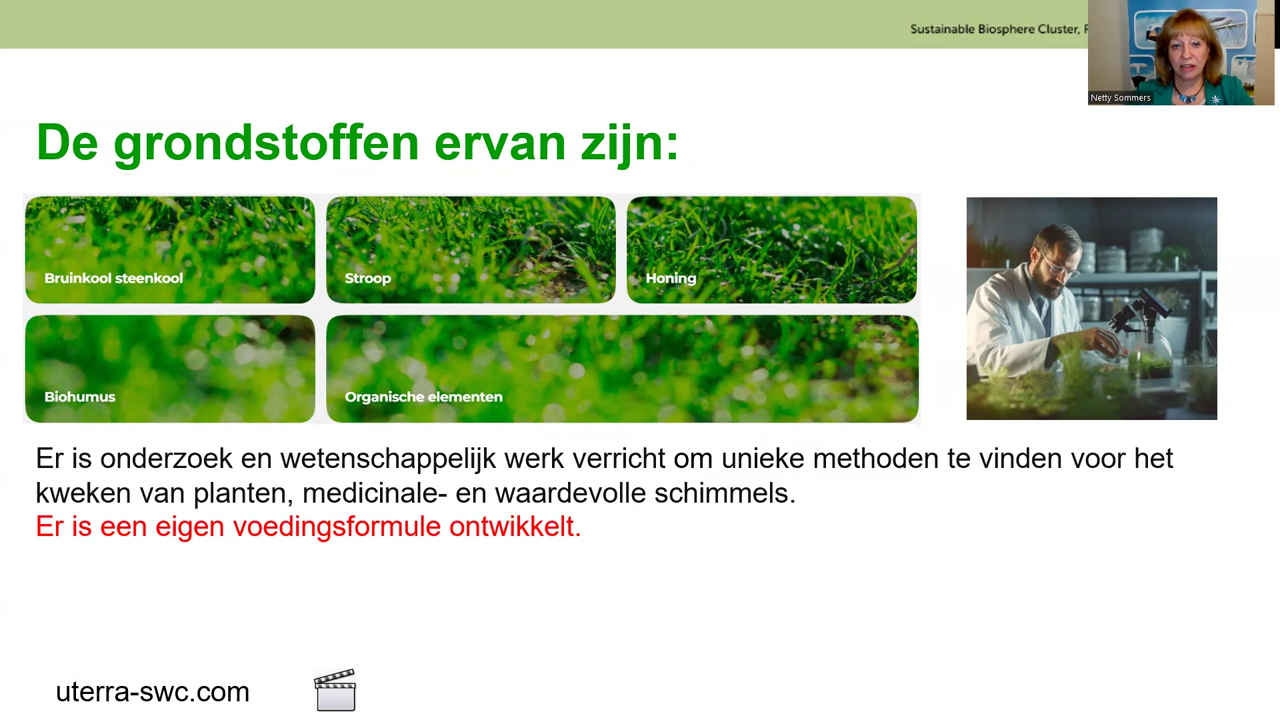 Sustainable Biosphere Cluster,
Netty Sommers
De grondstoffen ervan zijn:
Bruinkool steenkool
Stroop
Honing
Biohumus
Organische elementen
Er is onderzoek en wetenschappelijk werk verricht om unieke methoden te vinden voor het
kweken van planten, medicinale- en waardevolle schimmels.
Er is een eigen voedingsformule ontwikkelt.
uterra-swc.com